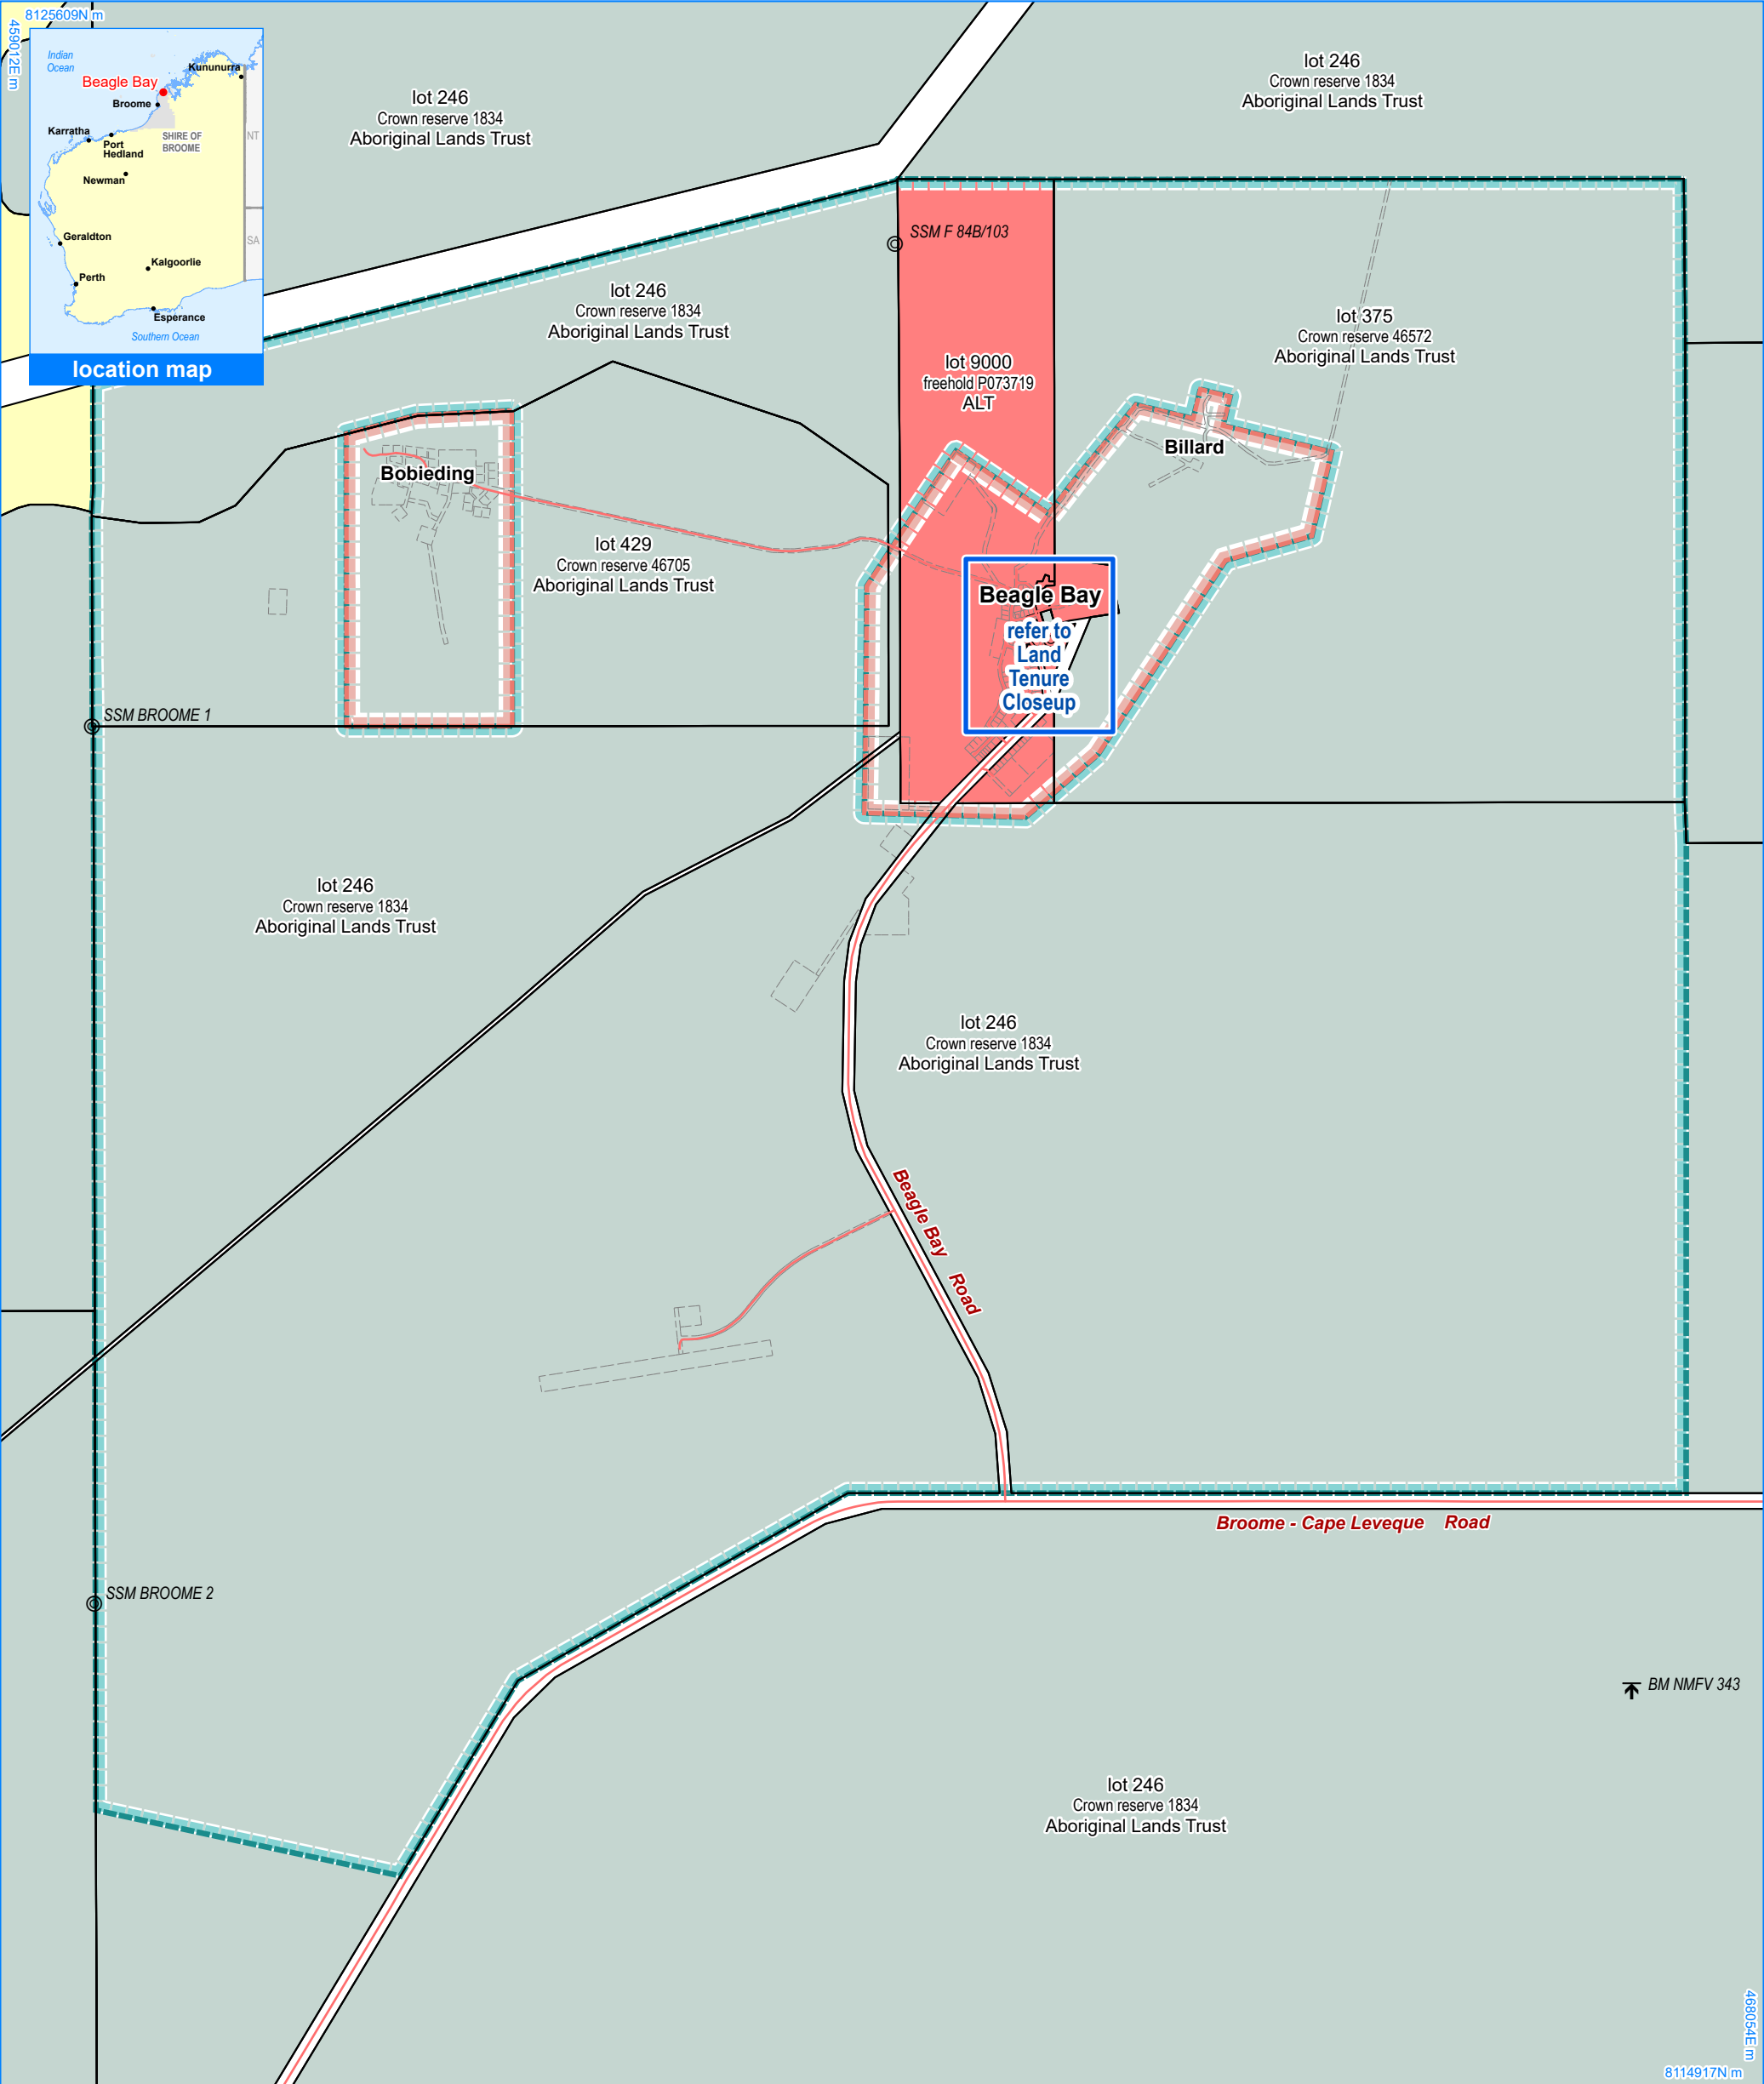 8125609N m
459012E m
Indian
Ocean
Beagle Bay
Kununurra
Broome
Karratha
Port
Hedland
SHIRE OF
BROOME
NT
Newman
SA
Geraldton
Kalgoorlie
Perth
Esperance
Southern Ocean
location map
lot 246
Crown reserve 1834
Aboriginal Lands Trust
lot 246
Crown reserve 1834
Aboriginal Lands Trust
SSM F 84B/103
lot 246
Crown reserve 1834
Aboriginal Lands Trust
lot 375
Crown reserve 46572
Aboriginal Lands Trust
lot 9000
freehold P073719
ALT
Billard
Bobieding
lot 429
Crown reserve 46705
Aboriginal Lands Trust
Beagle Bay
refer to
Land
Tenure
Closeup
SSM BROOME 1
lot 246
Crown reserve 1834
Aboriginal Lands Trust
lot 246
Crown reserve 1834
Aboriginal Lands Trust
Beagle Bay Road
Broome - Cape Leveque Road
SSM BROOME 2
BM NMFV 343
lot 246
Crown reserve 1834
Aboriginal Lands Trust
468054E m
8114917N m